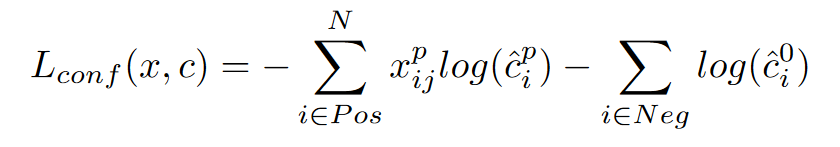 $$L_{conf}(x, c) = -\sum_{i \in Pos}^{N} x_{ij}^{p} log(\hat{c}_{i}^{p}) - \sum_{i \in Neg} log(\hat{c}_{i}^{0})$$